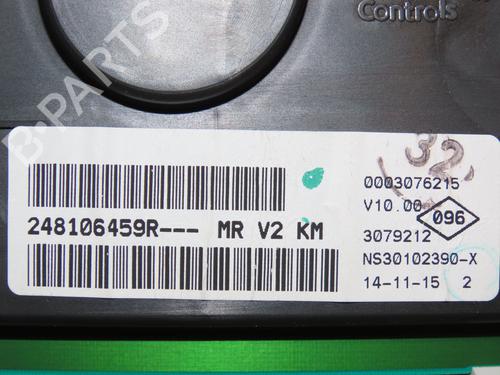 Controls
B-PARTS
32
0003076215
V10.00
096
248106459R--- MR V2 KM
3079212
NS30102390-X
14-11-15 2